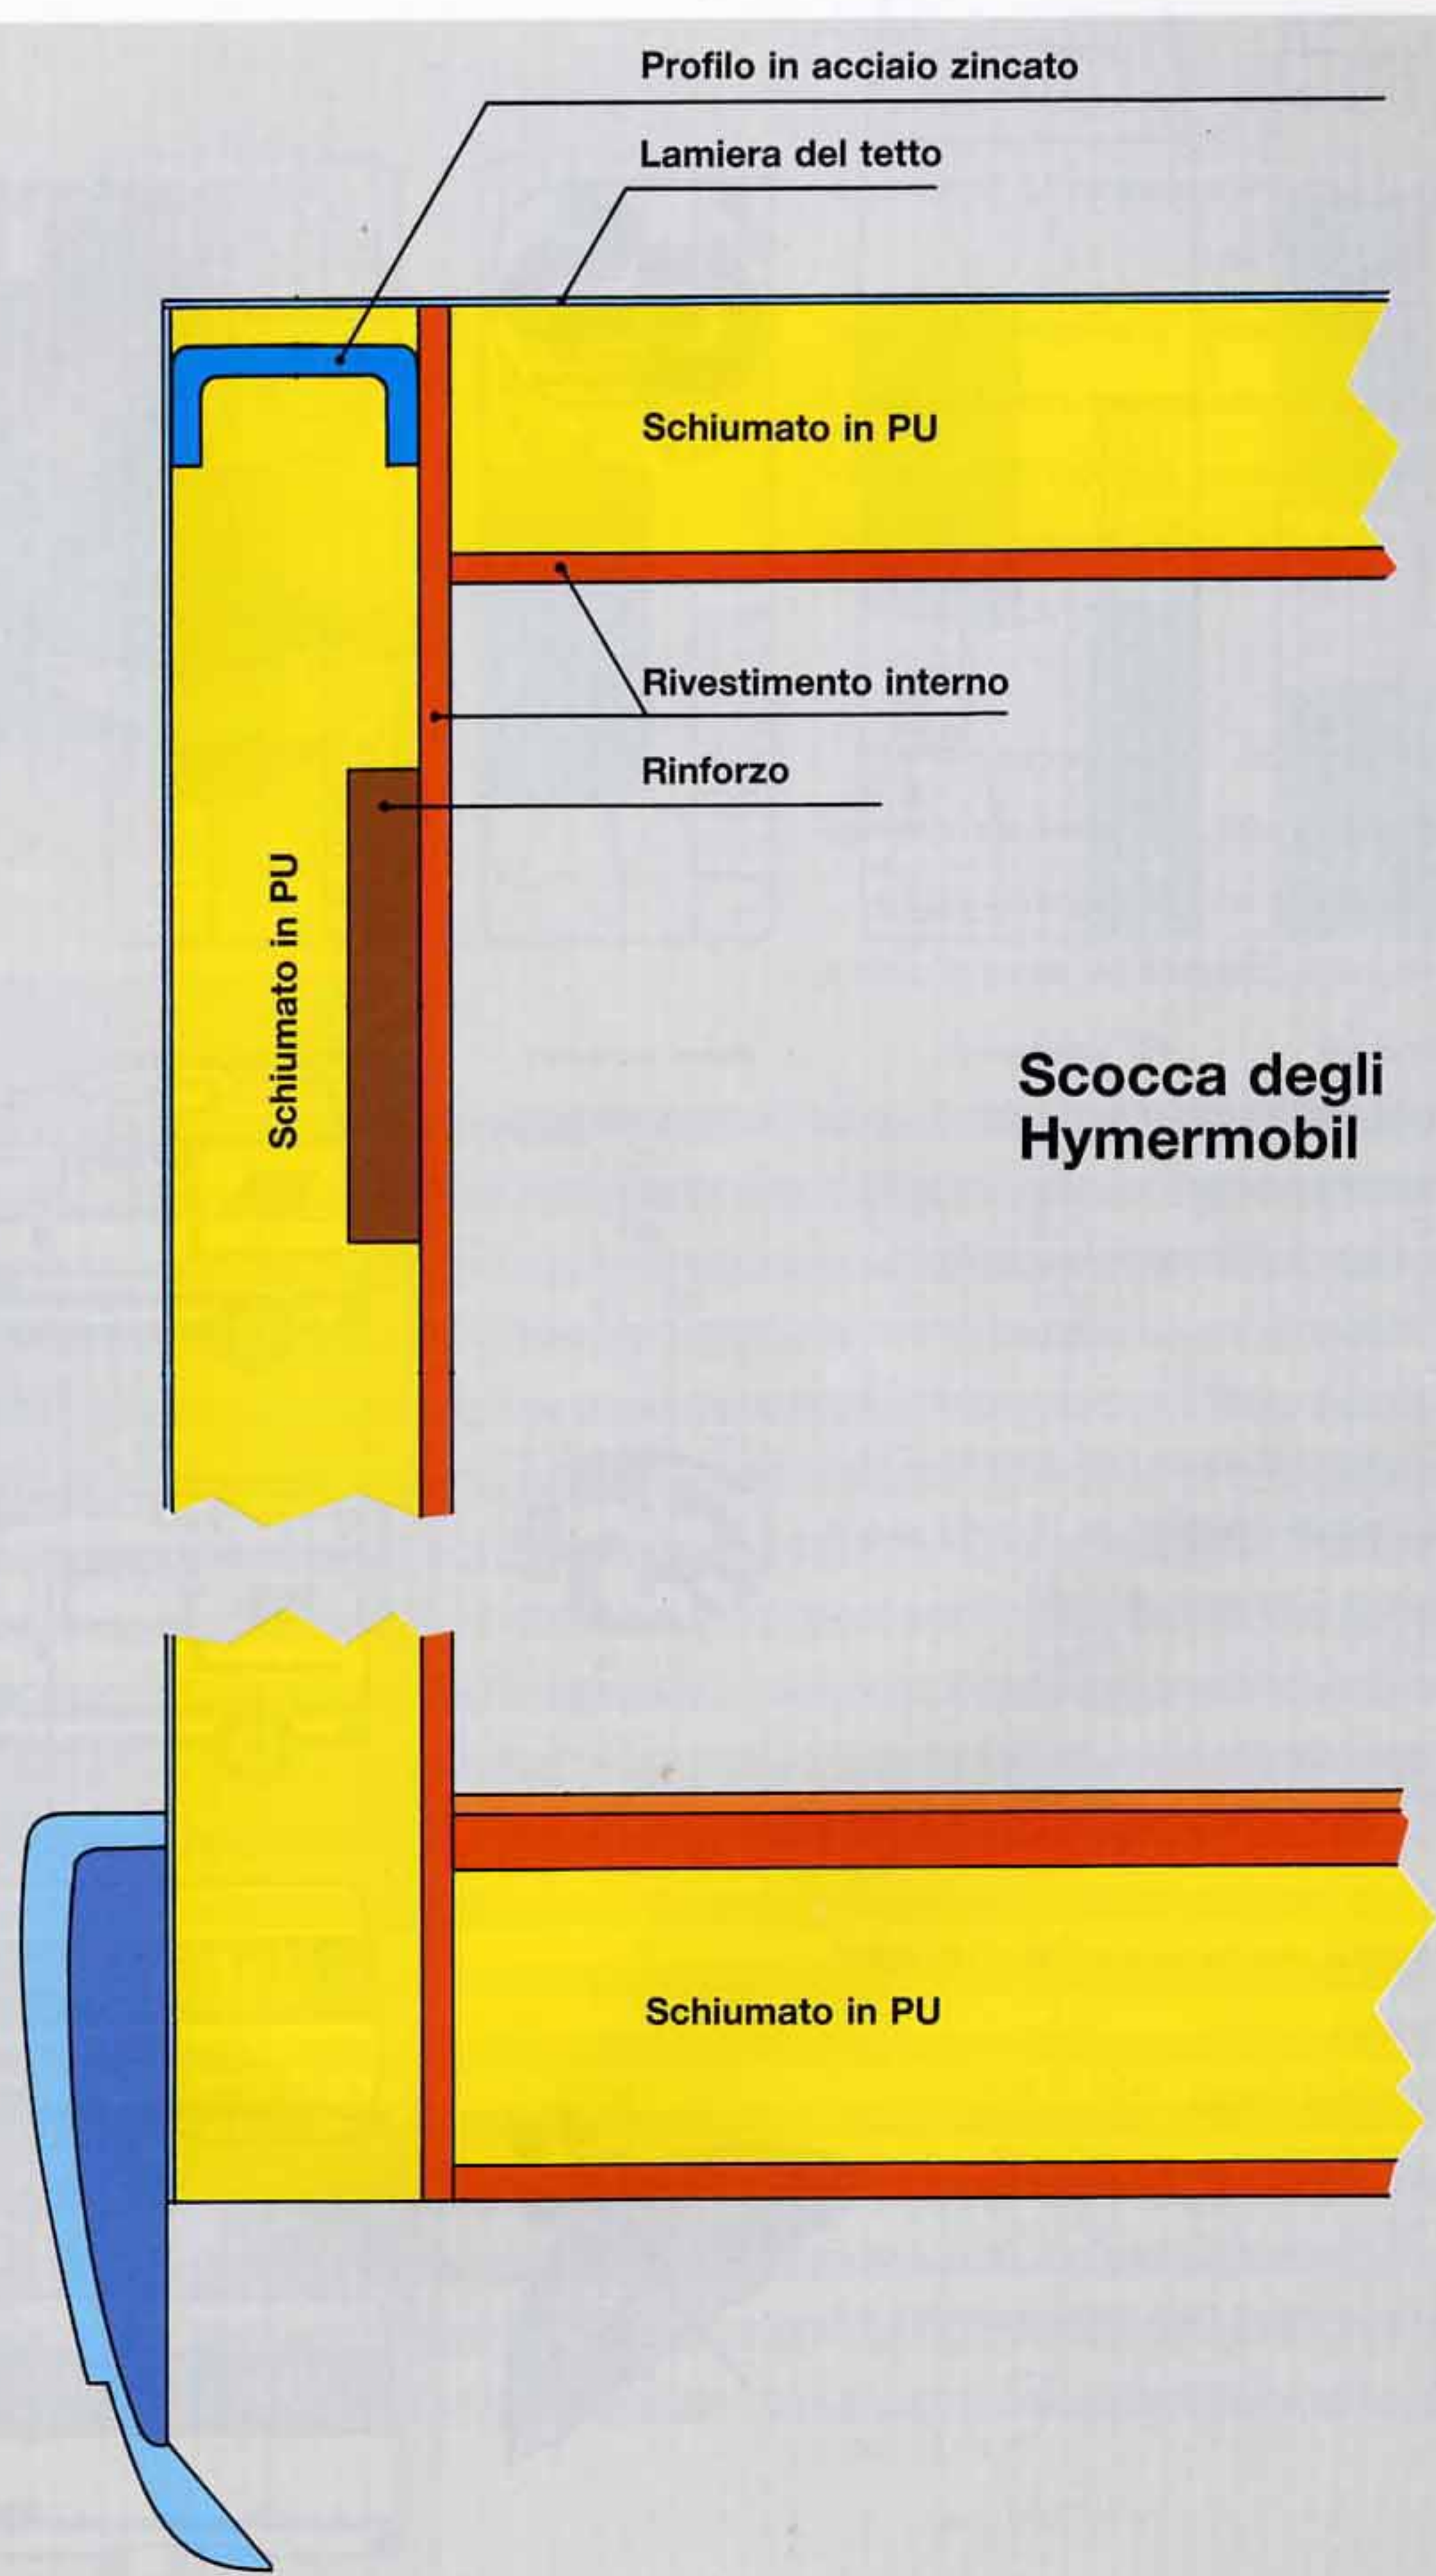 Profilo in acciaio zincato
Lamiera del tetto
Schiumato in PU
Rivestimento interno
Rinforzo
Schiumato in PU
Scocca degli
Hymermobil
Schiumato in PU